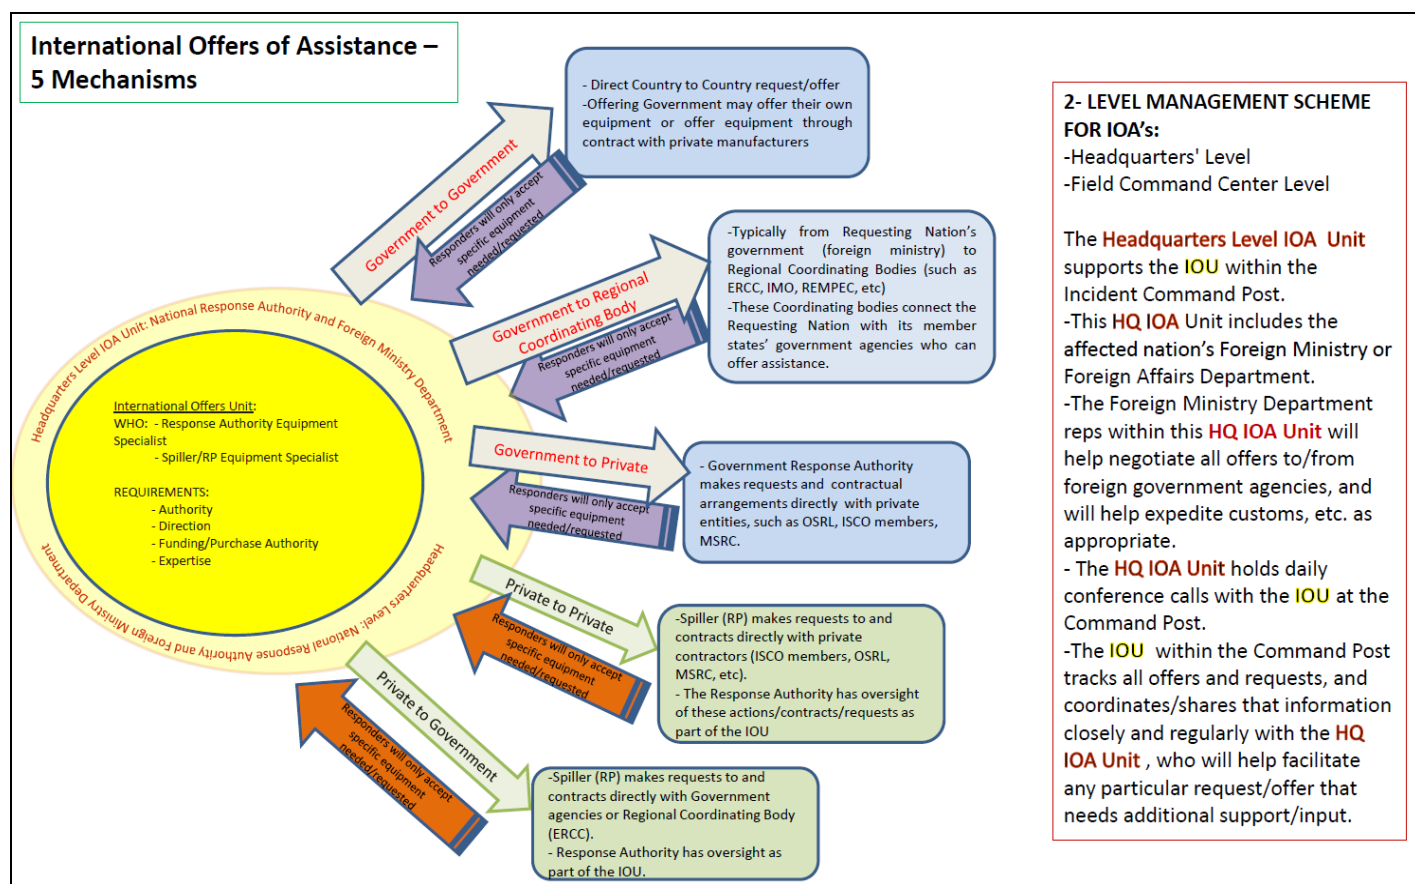 International Offers of Assistance –
5 Mechanisms
- Direct Country to Country request/offer
-Offering Government may offer their own
equipment or offer equipment through
contract with private manufacturers
Government to Government
Responders will only accept
specific equipment
needed/requested
-Typically from Requesting Nation's
government (foreign ministry) to
Regional Coordinating Bodies (such as
ERCC, IMO, REMPEC, etc)
-These Coordinating bodies connect the
Requesting Nation with its member
states' government agencies who can
offer assistance.
Government to Regional
Coordinating Body
Responders will only accept
specific equipment
needed/requested
Headquarters Level IOA Unit: National Response Authority and Foreign Ministry Department
International Offers Unit:
WHO:  - Response Authority Equipment
Specialist
- Spiller/RP Equipment Specialist
REQUIREMENTS:
- Authority
- Direction
- Funding/Purchase Authority
- Expertise
Headquarters Level: National Response Authority and Foreign Ministry Department
Government to Private
Responders will only accept
specific equipment
needed/requested
- Government Response Authority
makes requests and contractual
arrangements directly with private
entities, such as OSRL, ISCO members,
MSRC.
Private to Private
Responders will only accept
specific equipment
needed/requested
-Spiller (RP) makes requests to and
contracts directly with private
contractors (ISCO members, OSRL,
MSRC, etc).
- The Response Authority has oversight
of these actions/contracts/requests as
part of the IOU
Private to Government
Responders will only accept
specific equipment
needed/requested
-Spiller (RP) makes requests to and
contracts directly with Government
agencies or Regional Coordinating Body
(ERCC).
- Response Authority has oversight as
part of the IOU.
2- LEVEL MANAGEMENT SCHEME
FOR IOA's:
-Headquarters' Level
-Field Command Center Level
The Headquarters Level IOA Unit
supports the IOU within the
Incident Command Post.
-This HQ IOA Unit includes the
affected nation's Foreign Ministry or
Foreign Affairs Department.
-The Foreign Ministry Department
reps within this HQ IOA Unit will
help negotiate all offers to/from
foreign government agencies, and
will help expedite customs, etc. as
appropriate.
- The HQ IOA Unit holds daily
conference calls with the IOU at the
Command Post.
-The IOU within the Command Post
tracks all offers and requests, and
coordinates/shares that information
closely and regularly with the HQ
IOA Unit , who will help facilitate
any particular request/offer that
needs additional support/input.